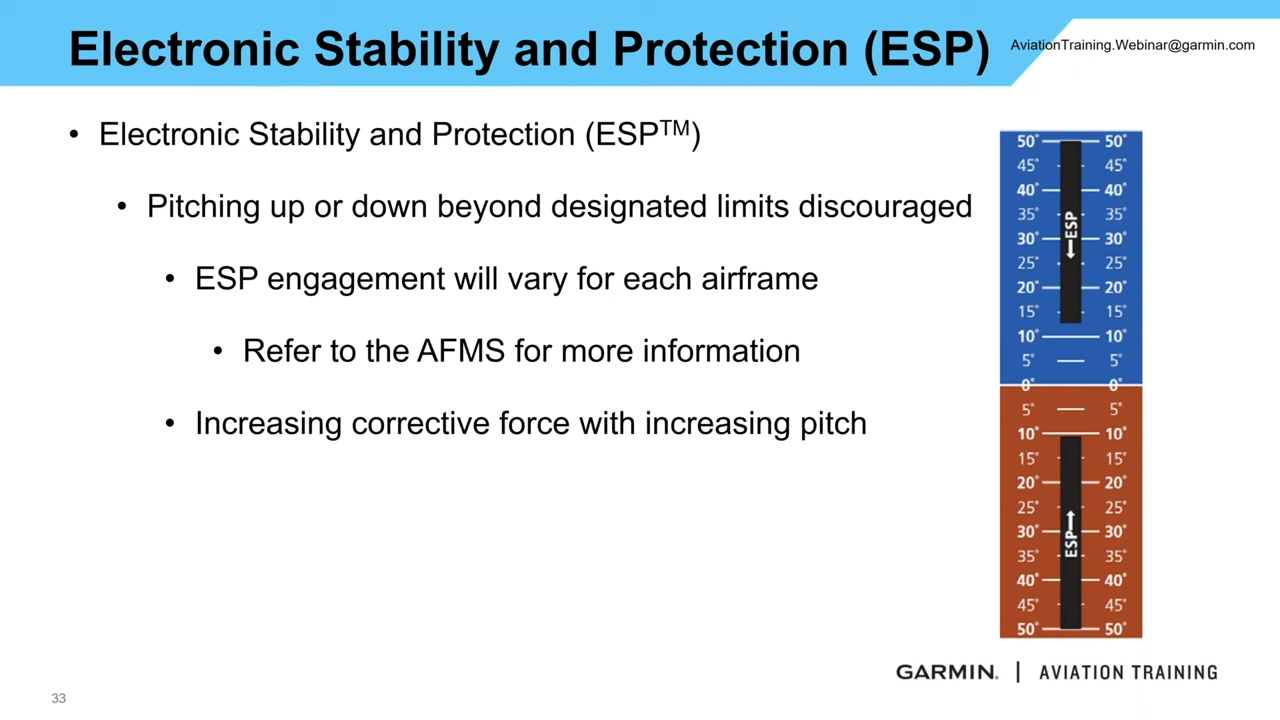 Electronic Stability and Protection (ESP)
AviationTraining.Webinar@garmin.com
• Electronic Stability and Protection (ESP™)
• Pitching up or down beyond designated limits discouraged
• ESP engagement will vary for each airframe
• Refer to the AFMS for more information
• Increasing corrective force with increasing pitch
50° 50°
45° 45°
40° 40°
35° 35°
ESP
30° 30°
25° 25°
20° 20°
15° 15°
10° 10°
5° 5°
0° 0°
5° 5°
10° 10°
15° 15°
20° 20°
25° 25°
30° 30°
ESP
35° 35°
40° 40°
45° 45°
50° 50°
GARMIN. | AVIATION TRAINING
33